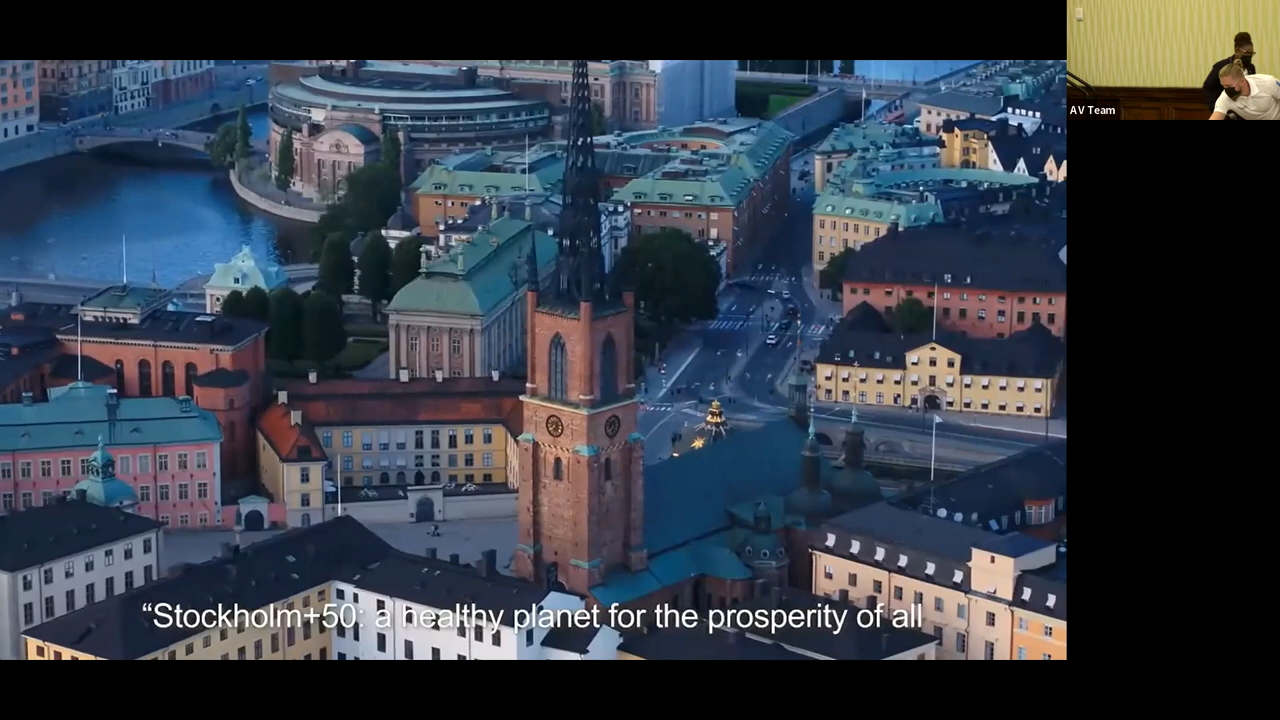 AV Team
“Stockholm+50: a healthy planet for the prosperity of all